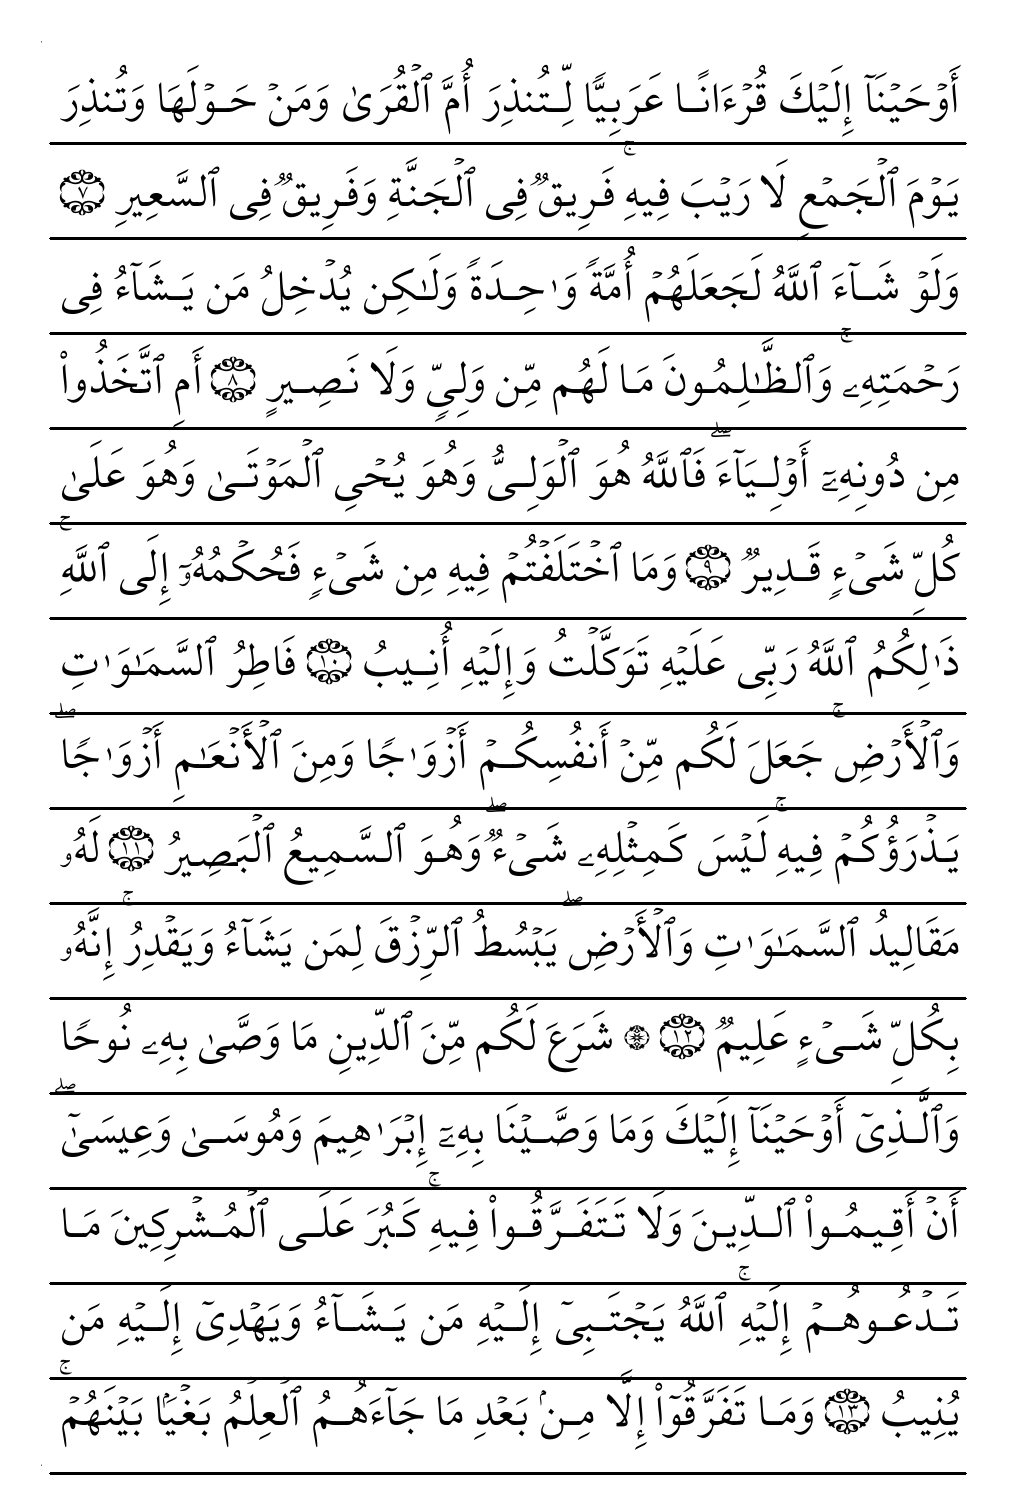 أَوۡحَيۡنَآ إِلَيۡكَ قُرۡءَانًا عَرَبِيًّا لِّتُنذِرَ أُمَّ ٱلۡقُرَىٰ وَمَنۡ حَوۡلَهَا وَتُنذِرَ
يَوۡمَ ٱلۡجَمۡعِ لَا رَيۡبَ فِيهِۚ فَرِيقٞ فِي ٱلۡجَنَّةِ وَفَرِيقٞ فِي ٱلسَّعِيرِ ٧
وَلَوۡ شَآءَ ٱللَّهُ لَجَعَلَهُمۡ أُمَّةٗ وَٰحِدَةٗ وَلَٰكِن يُدۡخِلُ مَن يَشَآءُ فِي
رَحۡمَتِهِۦۚ وَٱلظَّٰلِمُونَ مَا لَهُم مِّن وَلِيّٖ وَلَا نَصِيرٍ ٨ أَمِ ٱتَّخَذُواْ
مِن دُونِهِۦٓ أَوۡلِيَآءَۖ فَٱللَّهُ هُوَ ٱلۡوَلِيُّ وَهُوَ يُحۡيِ ٱلۡمَوۡتَىٰ وَهُوَ عَلَىٰ
كُلِّ شَيۡءٖ قَدِيرٞ ٩ وَمَا ٱخۡتَلَفۡتُمۡ فِيهِ مِن شَيۡءٖ فَحُكۡمُهُۥٓ إِلَى ٱللَّهِۚ
ذَٰلِكُمُ ٱللَّهُ رَبِّي عَلَيۡهِ تَوَكَّلۡتُ وَإِلَيۡهِ أُنِيبُ ١٠ فَاطِرُ ٱلسَّمَٰوَٰتِ
وَٱلۡأَرۡضِۚ جَعَلَ لَكُم مِّنۡ أَنفُسِكُمۡ أَزۡوَٰجٗا وَمِنَ ٱلۡأَنۡعَٰمِ أَزۡوَٰجٗاۖ
يَذۡرَؤُكُمۡ فِيهِۚ لَيۡسَ كَمِثۡلِهِۦ شَيۡءٞۖ وَهُوَ ٱلسَّمِيعُ ٱلۡبَصِيرُ ١١ لَهُۥ
مَقَالِيدُ ٱلسَّمَٰوَٰتِ وَٱلۡأَرۡضِۖ يَبۡسُطُ ٱلرِّزۡقَ لِمَن يَشَآءُ وَيَقۡدِرُۚ إِنَّهُۥ
بِكُلِّ شَيۡءٍ عَلِيمٞ ١٢ ۞ شَرَعَ لَكُم مِّنَ ٱلدِّينِ مَا وَصَّىٰ بِهِۦ نُوحٗا
وَٱلَّذِيٓ أَوۡحَيۡنَآ إِلَيۡكَ وَمَا وَصَّيۡنَا بِهِۦٓ إِبۡرَٰهِيمَ وَمُوسَىٰ وَعِيسَىٰٓۖ
أَنۡ أَقِيمُواْ ٱلدِّينَ وَلَا تَتَفَرَّقُواْ فِيهِۚ كَبُرَ عَلَى ٱلۡمُشۡرِكِينَ مَا
تَدۡعُوهُمۡ إِلَيۡهِۚ ٱللَّهُ يَجۡتَبِيٓ إِلَيۡهِ مَن يَشَآءُ وَيَهۡدِيٓ إِلَيۡهِ مَن
يُنِيبُ ١٣ وَمَا تَفَرَّقُوٓاْ إِلَّا مِنۢ بَعۡدِ مَا جَآءَهُمُ ٱلۡعِلۡمُ بَغۡيَۢا بَيۡنَهُمۡۚ